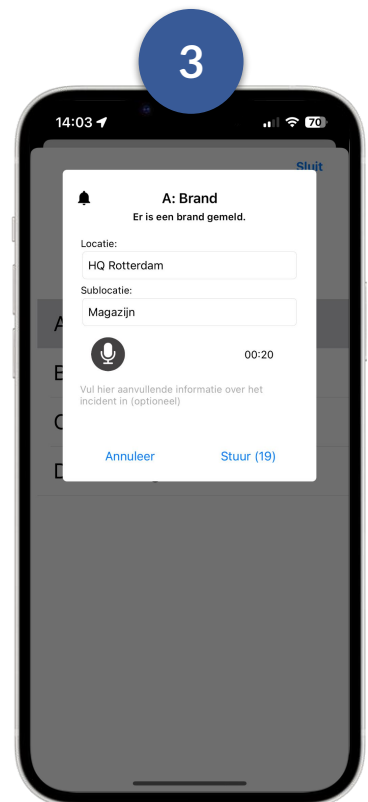 3
14:03
70
Sluit
A: Brand
Er is een brand gemeld.
Locatie:
HQ Rotterdam
Sublocatie:
Magazijn
00:20
Vul hier aanvullende informatie over het
incident in (optioneel)
Annuleer
Stuur (19)